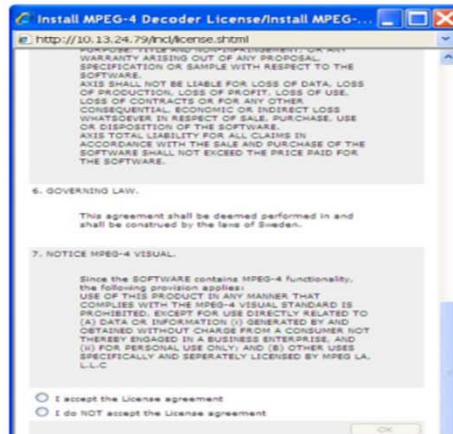 Install MPEG-4 Decoder License/Install MPEG-...
http://10.13.24.79/incl/license.shtml
PURPOSE, TITLE AND NON-INFRINGEMENT, OR ANY
WARRANTY ARISING OUT OF ANY PROPOSAL,
SPECIFICATION OR SAMPLE WITH RESPECT TO THE
SOFTWARE.
AXIS SHALL NOT BE LIABLE FOR LOSS OF DATA, LOSS
OF PRODUCTION, LOSS OF PROFIT, LOSS OF USE,
LOSS OF CONTRACTS OR FOR ANY OTHER
CONSEQUENTIAL, ECONOMIC OR INDIRECT LOSS
WHATSOEVER IN RESPECT OF SALE, PURCHASE, USE
OR DISPOSITION OF THE SOFTWARE.
AXIS TOTAL LIABILITY FOR ALL CLAIMS IN
ACCORDANCE WITH THE SALE AND PURCHASE OF THE
SOFTWARE SHALL NOT EXCEED THE PRICE PAID FOR
THE SOFTWARE.
6. GOVERNING LAW.
This agreement shall be deemed performed in and
shall be construed by the laws of Sweden.
7. NOTICE MPEG-4 VISUAL.
Since the SOFTWARE contains MPEG-4 functionality,
the following provision applies:
USE OF THIS PRODUCT IN ANY MANNER THAT
COMPLIES WITH THE MPEG-4 VISUAL STANDARD IS
PROHIBITED, EXCEPT FOR USE DIRECTLY RELATED TO
(A) DATA OR INFORMATION (i) GENERATED BY AND
OBTAINED WITHOUT CHARGE FROM A CONSUMER NOT
THEREBY ENGAGED IN A BUSINESS ENTERPRISE, AND
(ii) FOR PERSONAL USE ONLY; AND (B) OTHER USES
SPECIFICALLY AND SEPERATELY LICENSED BY MPEG LA,
L.L.C
I accept the License agreement
I do NOT accept the License agreement
OK